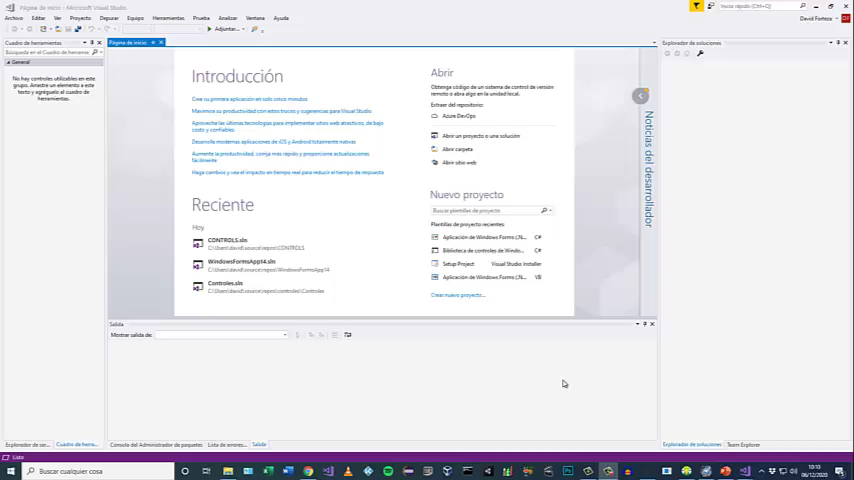 Página de inicio - Microsoft Visual Studio
Inicio rápido (Ctrl+Q)
Archivo Editar Ver Proyecto Depurar Equipo Herramientas Prueba Analizar Ventana Ayuda
David Forteza
Adjuntar...
Cuadro de herramientas
Página de inicio
Explorador de soluciones
Búsqueda en el Cuadro de herramie
General
No hay controles utilizables en este
grupo. Arrastre un elemento a este
texto y agréguelo al cuadro de
herramientas.
Introducción
Cree su primera aplicación en solo cinco minutos
Maximice su productividad con estos trucos y sugerencias para Visual Studio
Aproveche las últimas tecnologías para implementar sitios web atractivos, de bajo
costo y confiables.
Desarrolle modernas aplicaciones de iOS y Android totalmente nativas
Aumente la productividad, corrija más rápido y proporcione actualizaciones
fácilmente
Haga cambios y vea el impacto en tiempo real para reducir el tiempo de respuesta
Reciente
Hoy
CONTROLS.sln
C:\Users\david\source\repos\CONTROLS
WindowsFormsApp14.sln
C:\Users\david\source\repos\WindowsFormsApp14
Controles.sln
C:\Users\david\source\repos\controles\Controles
Abrir
Obtenga código de un sistema de control de versión
remoto o abra algo en la unidad local.
Extraer del repositorio:
Azure DevOps
Abrir un proyecto o una solución
Abrir carpeta
Abrir sitio web
Nuevo proyecto
Buscar plantillas de proyecto
Plantillas de proyecto recientes:
Aplicación de Windows Forms (.N... C#
Biblioteca de controles de Windo... C#
Setup Project Visual Studio Installer
Aplicación de Windows Forms (.N... VB
Crear nuevo proyecto...
Noticias del desarrollador
Salida
Mostrar salida de:
Explorador de ser...
Cuadro de herra...
Consola del Administrador de paquetes
Lista de errores...
Salida
Explorador de soluciones
Team Explorer
Listo
Buscar cualquier cosa
10:10
06/12/2020